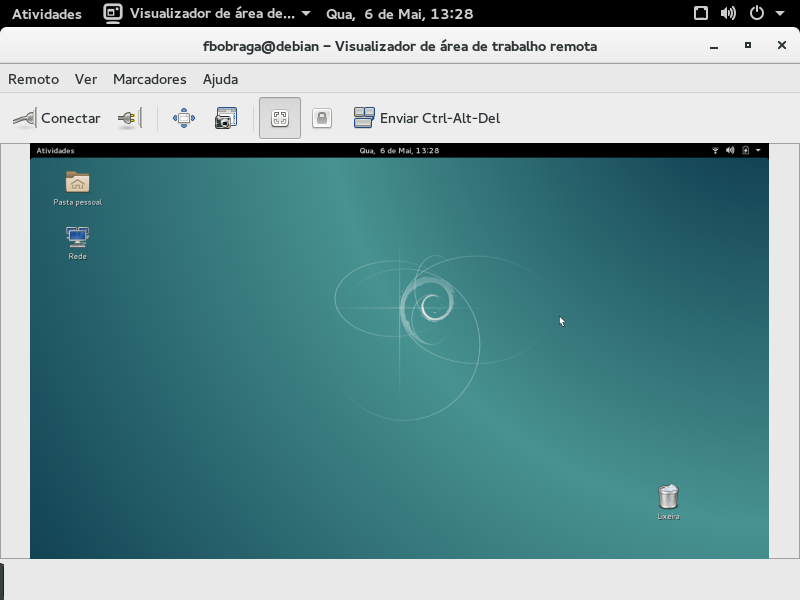 Atividades Visualizador de área de... Qua, 6 de Mai, 13:28
fbobraga@debian – Visualizador de área de trabalho remota
Remoto Ver Marcadores Ajuda
Conectar Enviar Ctrl-Alt-Del
Atividades Qua, 6 de Mai, 13:28
Pasta pessoal
Rede
Lixeira